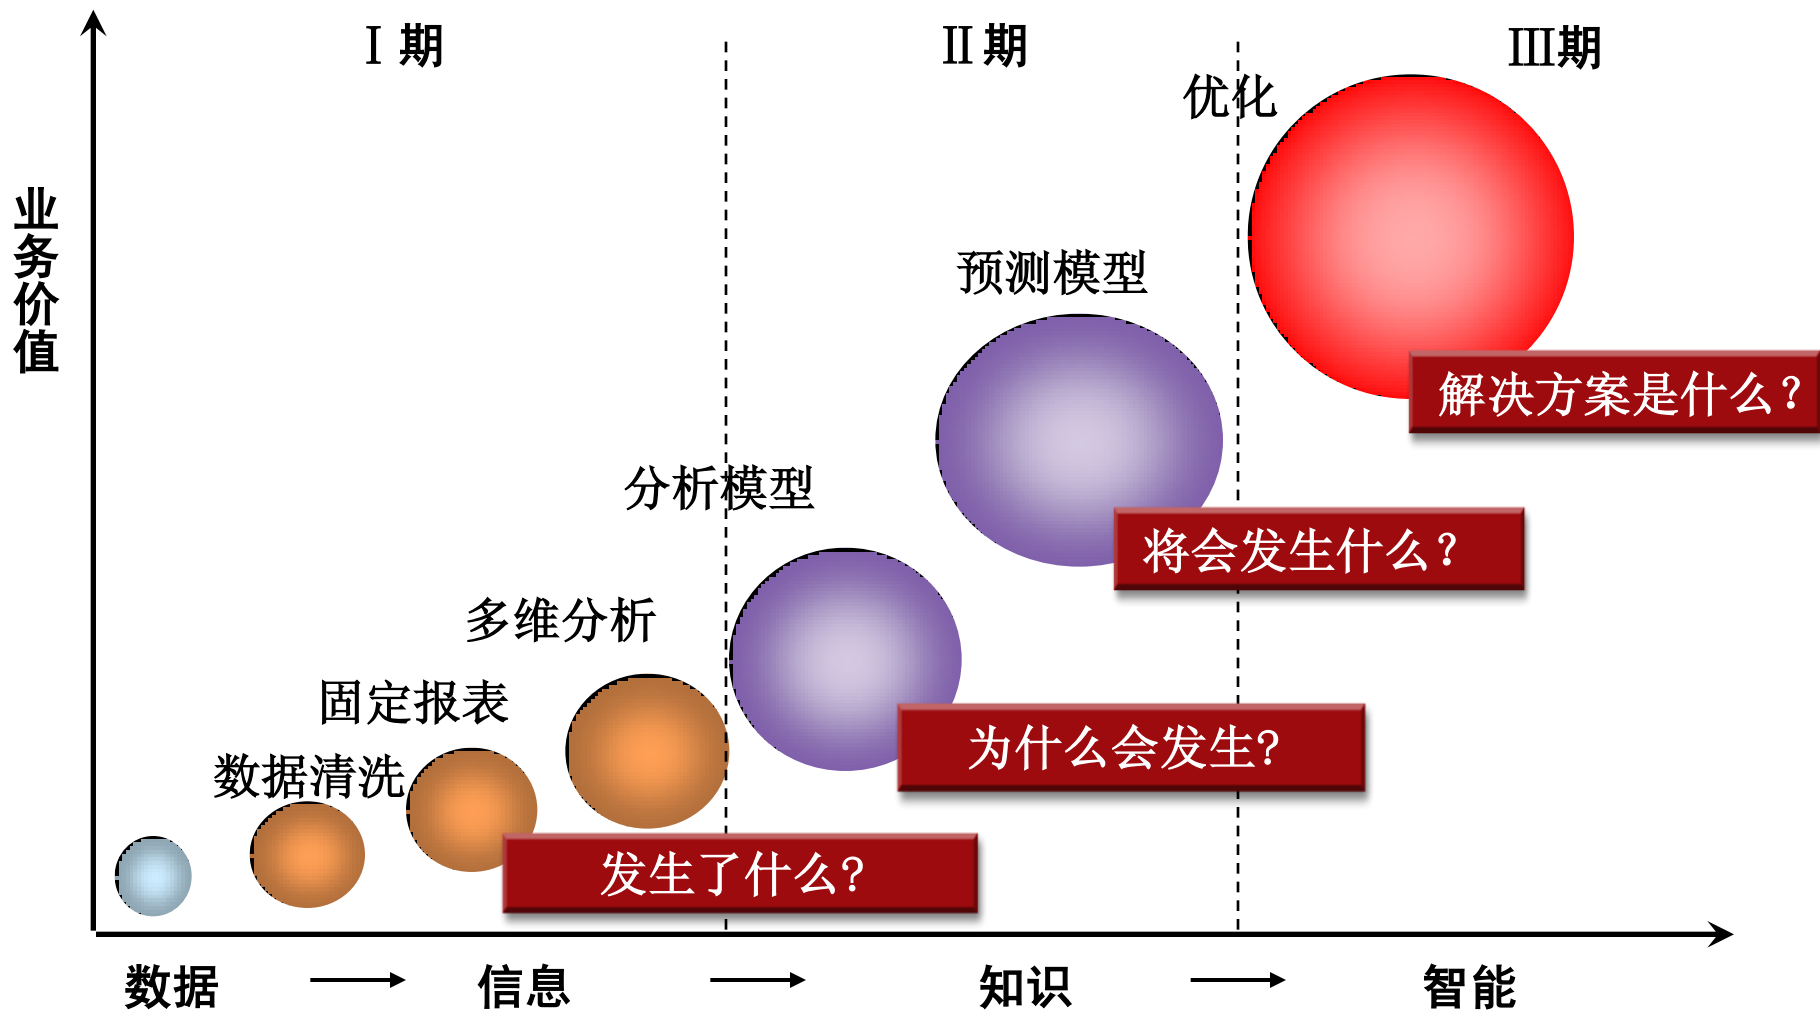 Ⅰ 期
Ⅱ 期
Ⅲ期
优化
业务价值
预测模型
解决方案是什么？
分析模型
将会发生什么？
多维分析
固定报表
为什么会发生?
数据清洗
发生了什么?
数据
信息
知识
智能